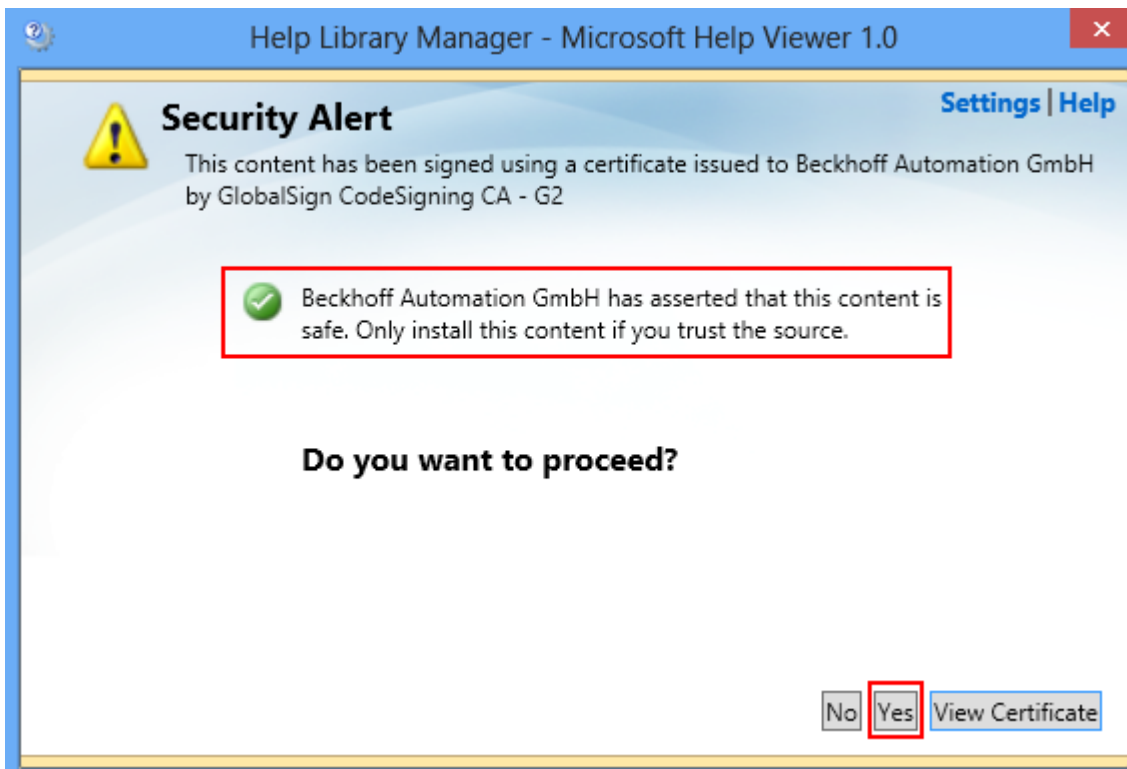 Help Library Manager - Microsoft Help Viewer 1.0
Settings | Help
Security Alert
This content has been signed using a certificate issued to Beckhoff Automation GmbH
by GlobalSign CodeSigning CA - G2
Beckhoff Automation GmbH has asserted that this content is
safe. Only install this content if you trust the source.
Do you want to proceed?
No Yes View Certificate